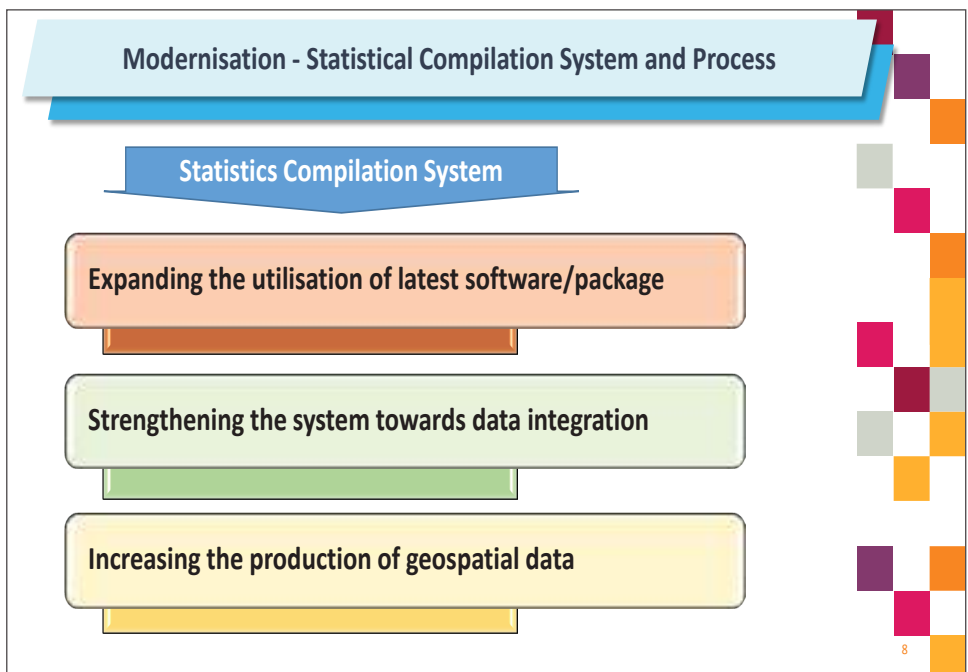 Modernisation - Statistical Compilation System and Process
Statistics Compilation System
Expanding the utilisation of latest software/package
Strengthening the system towards data integration
Increasing the production of geospatial data
8